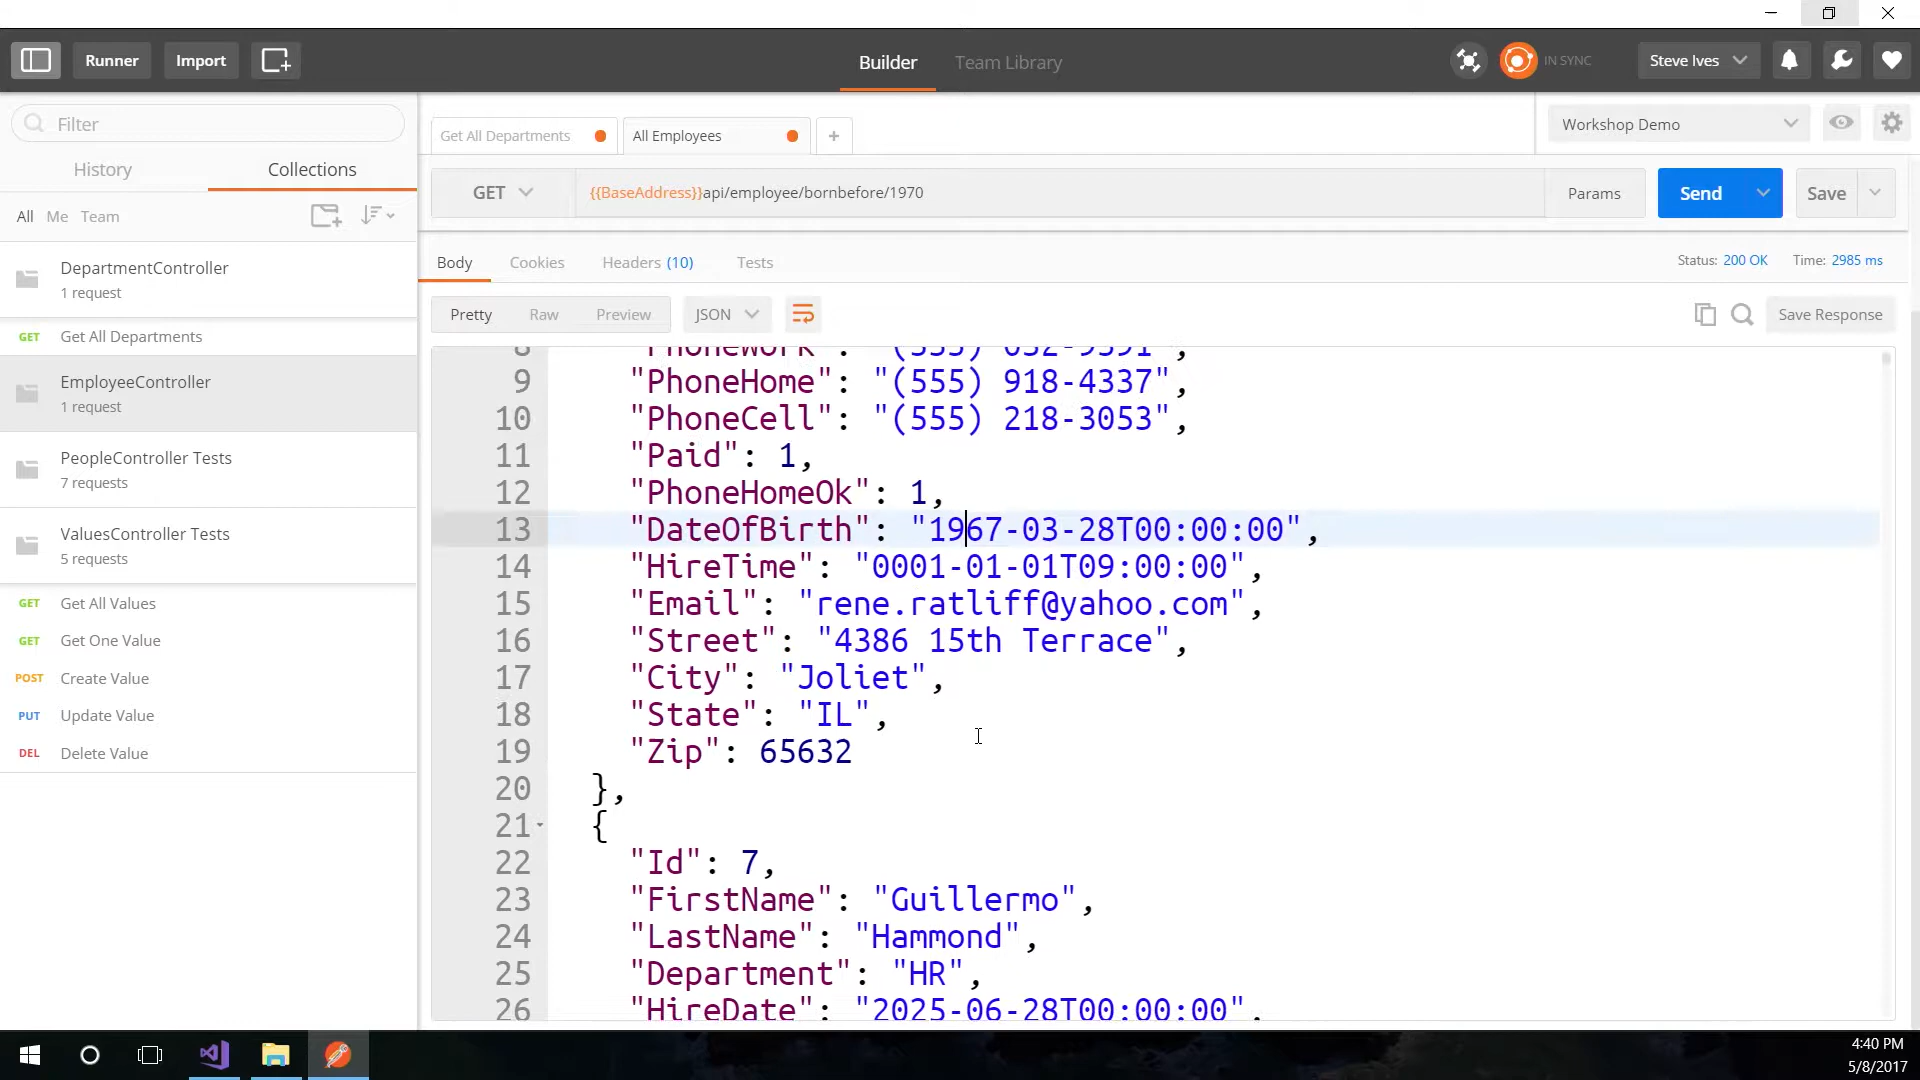 Runner
Import
Builder
Team Library
IN SYNC
Steve Ives
Filter
History
Collections
All
Me
Team
DepartmentController
1 request
GET Get All Departments
EmployeeController
1 request
PeopleController Tests
7 requests
ValuesController Tests
5 requests
GET Get All Values
GET Get One Value
POST Create Value
PUT Update Value
DEL Delete Value
Get All Departments
All Employees
+
Workshop Demo
GET
{{BaseAddress}}api/employee/bornbefore/1970
Params
Send
Save
Body
Cookies
Headers (10)
Tests
Status: 200 OK
Time: 2985 ms
Pretty
Raw
Preview
JSON
Save Response
8 "PhoneWork":
9 "PhoneHome": "(555) 918-4337",
10 "PhoneCell": "(555) 218-3053",
11 "Paid": 1,
12 "PhoneHomeOk": 1,
13 "DateOfBirth": "1967-03-28T00:00:00",
14 "HireTime": "0001-01-01T09:00:00",
15 "Email": "rene.ratliff@yahoo.com",
16 "Street": "4386 15th Terrace",
17 "City": "Joliet",
18 "State": "IL",
19 "Zip": 65632
20 },
21 {
22 "Id": 7,
23 "FirstName": "Guillermo",
24 "LastName": "Hammond",
25 "Department": "HR",
26 "HireDate": "2025-06-28T00:00:00",
4:40 PM
5/8/2017